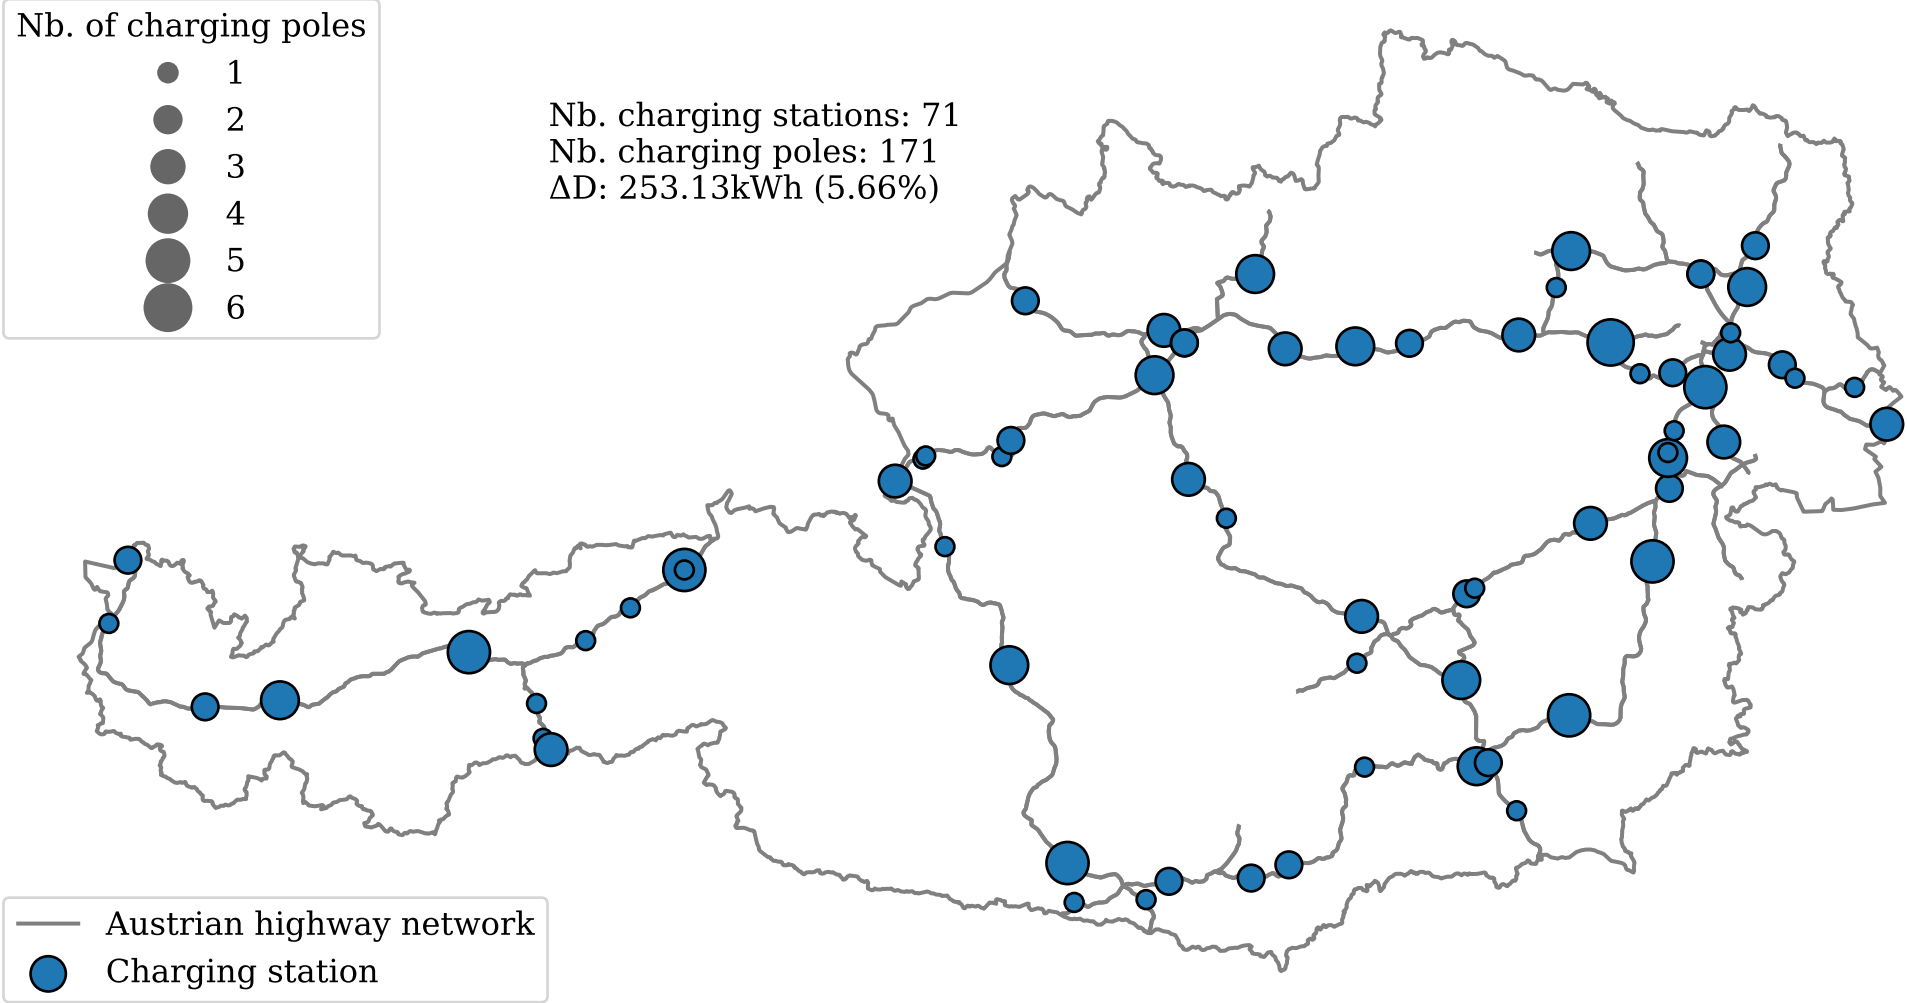 Nb. of charging poles
1
2
3
4
5
6
Nb. charging stations: 71
Nb. charging poles: 171
ΔD: 253.13kWh (5.66%)
Austrian highway network
Charging station